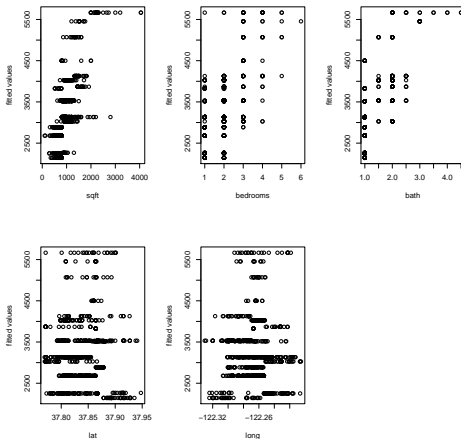 fitted values
2500 3500 4500 5500
0 1000 2000 3000 4000
sqft
fitted values
2500 3500 4500 5500
1 2 3 4 5 6
bedrooms
fitted values
2500 3500 4500 5500
1.0 2.0 3.0 4.0
bath
fitted values
2500 3500 4500 5500
37.80 37.85 37.90 37.95
lat
fitted values
2500 3500 4500 5500
−122.32 −122.26
long